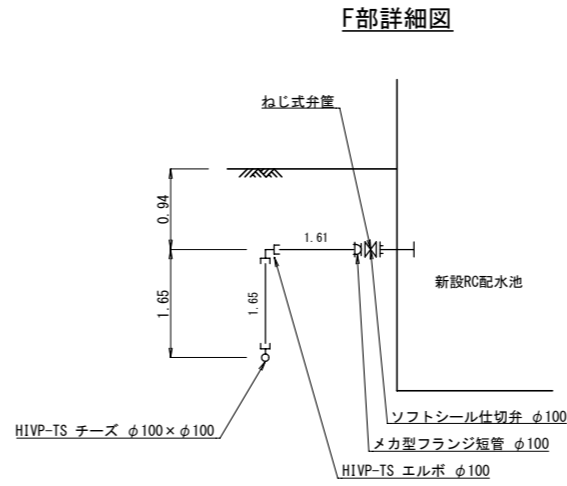 F部詳細図
ねじ式弁筐
0.94
1.61
1.65
1.65
新設RC配水池
ソフトシール仕切弁 φ100
HIVP-TS チーズ φ100×φ100
メカ型フランジ短管 φ100
HIVP-TS エルボ φ100